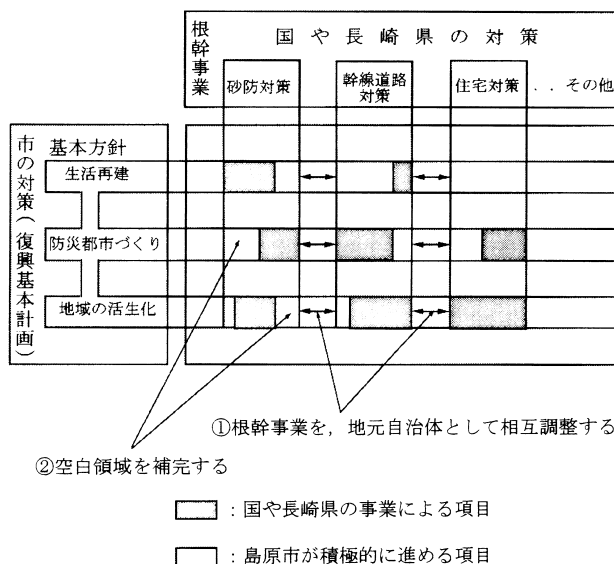 根幹事業
国や長崎県の対策
砂防対策
幹線道路
対策
住宅対策
..その他
市の対策(復興基本計画)
基本方針
生活再建
防災都市づくり
地域の活生化
①根幹事業を，地元自治体として相互調整する
②空白領域を補完する
：国や長崎県の事業による項目
：島原市が積極的に進める項目